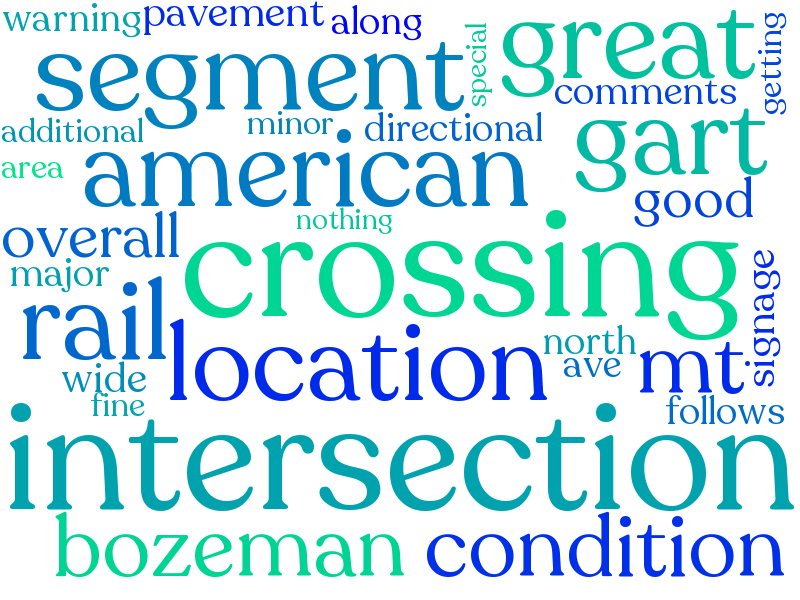 warning pavement along
segment special great getting
comments
additional minor directional gart
area american good
overall nothing crossing
major rail signage
location north mt
wide ave
fine follows
intersection
bozeman condition